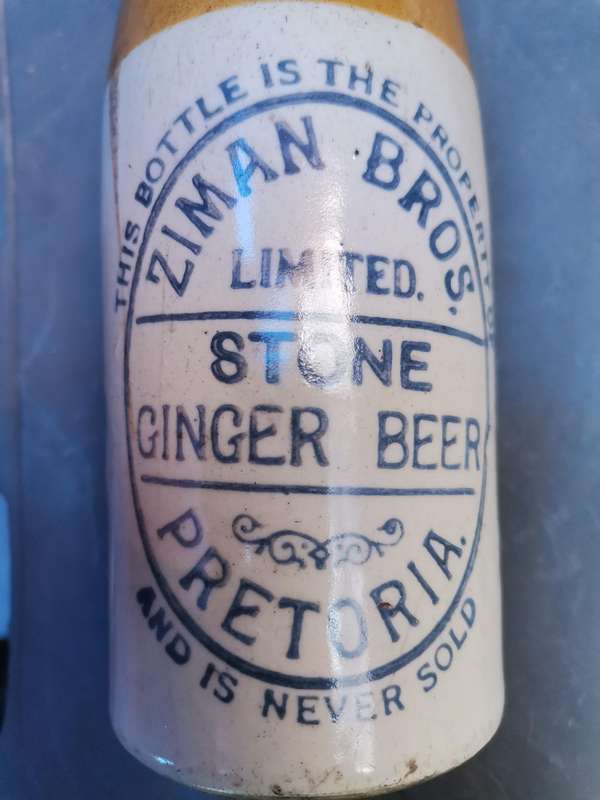 THIS BOTTLE IS THE PROPERTY OF
ZIMAN BROS.
LIMITED.
STONE
GINGER BEER
PRETORIA.
AND IS NEVER SOLD